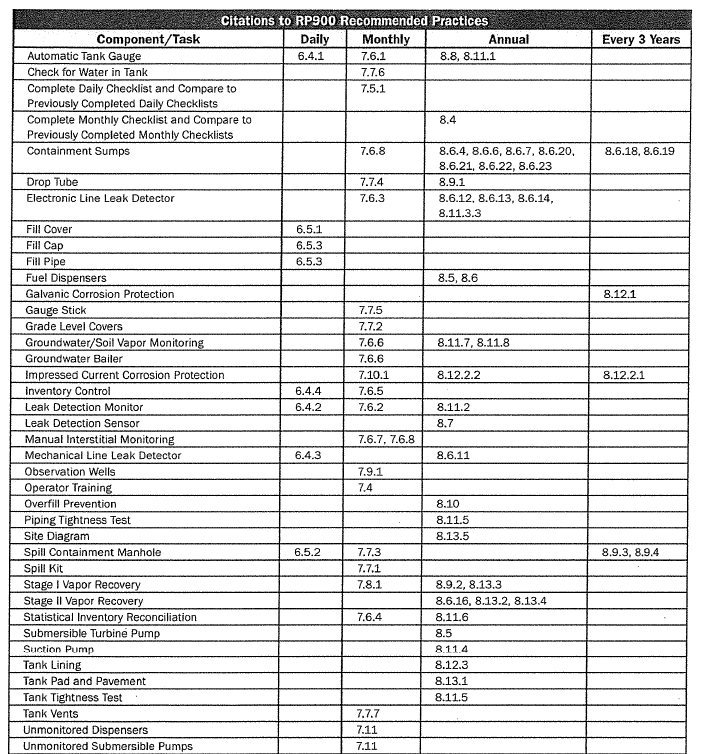 Citations to RP900 Recommended Practices
Component/Task Daily Monthly Annual Every 3 Years
Automatic Tank Gauge 6.4.1 7.6.1 8.8, 8.11.1
Check for Water in Tank 7.7.6
Complete Daily Checklist and Compare to 7.5.1
Previously Completed Daily Checklists
Complete Monthly Checklist and Compare to 8.4
Previously Completed Monthly Checklists
Containment Sumps 7.6.8 8.6.4, 8.6.6, 8.6.7, 8.6.20, 8.6.18, 8.6.19
8.6.21, 8.6.22, 8.6.23
Drop Tube 7.7.4 8.9.1
Electronic Line Leak Detector 7.6.3 8.6.12, 8.6.13, 8.6.14,
8.11.3.3
Fill Cover 6.5.1
Fill Cap 6.5.3
Fill Pipe 6.5.3
Fuel Dispensers 8.5, 8.6
Galvanic Corrosion Protection 8.12.1
Gauge Stick 7.7.5
Grade Level Covers 7.7.2
Groundwater/Soil Vapor Monitoring 7.6.6 8.11.7, 8.11.8
Groundwater Bailer 7.6.6
Impressed Current Corrosion Protection 7.10.1 8.12.2.2 8.12.2.1
Inventory Control 6.4.4 7.6.5
Leak Detection Monitor 6.4.2 7.6.2 8.11.2
Leak Detection Sensor 8.7
Manual Interstitial Monitoring 7.6.7, 7.6.8
Mechanical Line Leak Detector 6.4.3 8.6.11
Observation Wells 7.9.1
Operator Training 7.4
Overfill Prevention 8.10
Piping Tightness Test 8.11.5
Site Diagram 8.13.5
Spill Containment Manhole 6.5.2 7.7.3 8.9.3, 8.9.4
Spill Kit 7.7.1
Stage I Vapor Recovery 7.8.1 8.9.2, 8.13.3
Stage II Vapor Recovery 8.6.16, 8.13.2, 8.13.4
Statistical Inventory Reconciliation 7.6.4 8.11.6
Submersible Turbine Pump 8.5
Suction Pump 8.11.4
Tank Lining 8.12.3
Tank Pad and Pavement 8.13.1
Tank Tightness Test 8.11.5
Tank Vents 7.7.7
Unmonitored Dispensers 7.11
Unmonitored Submersible Pumps 7.11